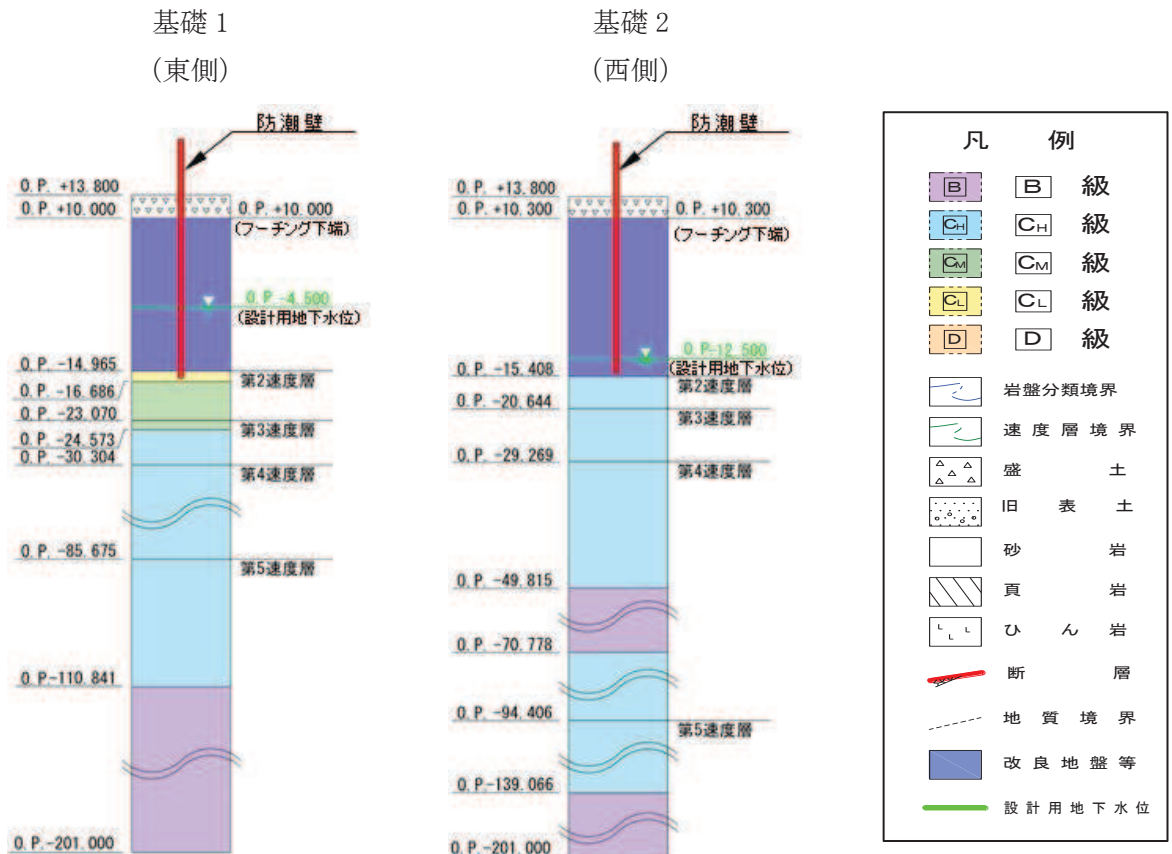 基礎 1
(東側)
防潮壁
O.P. +13.800
O.P. +10.000
O.P. +10.000
(フーチング下端)
O.P -4.500
(設計用地下水位)
O.P. -14.965
第2速度層
O.P. -16.686
O.P. -23.070
第3速度層
O.P. -24.573
O.P. -30.304
第4速度層
O.P. -85.675
第5速度層
O.P-110.841
O.P.-201.000
基礎 2
(西側)
防潮壁
O.P. +13.800
O.P. +10.300
O.P. +10.300
(フーチング下端)
O.P-12.500
(設計用地下水位)
O.P. -15.408
第2速度層
O.P. -20.644
第3速度層
O.P. -29.269
第4速度層
O.P. -49.815
O.P. -70.778
O.P. -94.406
第5速度層
O.P-139.066
O.P.-201.000
凡 例
B B 級
CH CH 級
CM CM 級
CL CL 級
D D 級
岩盤分類境界
速度層境界
盛土
旧表土
砂岩
頁岩
ひん岩
断層
地質境界
改良地盤等
設計用地下水位